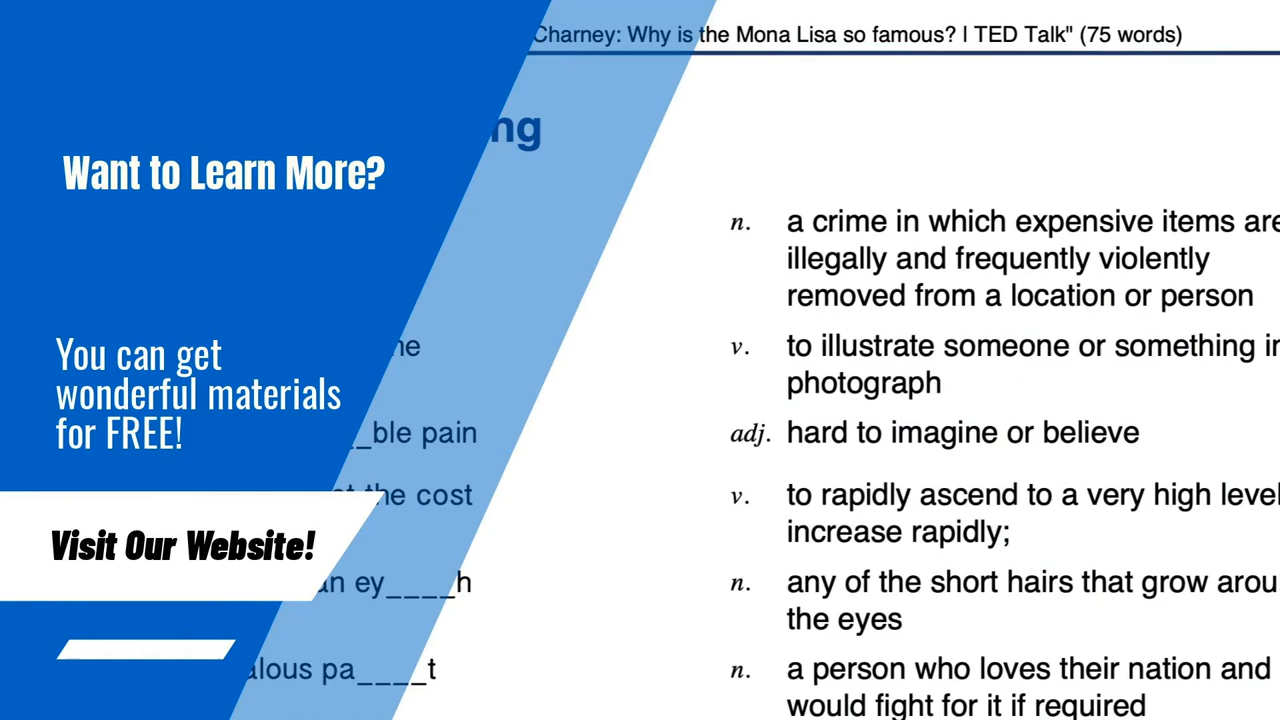 Charney: Why is the Mona Lisa so famous? | TED Talk" (75 words)
ng
Want to Learn More?
You can get
wonderful materials
for FREE!
Visit Our Website!
ne
_ble pain
the cost
an ey____h
alous pa____t
n. a crime in which expensive items are
illegally and frequently violently
removed from a location or person
v. to illustrate someone or something in
photograph
adj. hard to imagine or believe
v. to rapidly ascend to a very high level
increase rapidly;
n. any of the short hairs that grow arou
the eyes
n. a person who loves their nation and
would fight for it if required